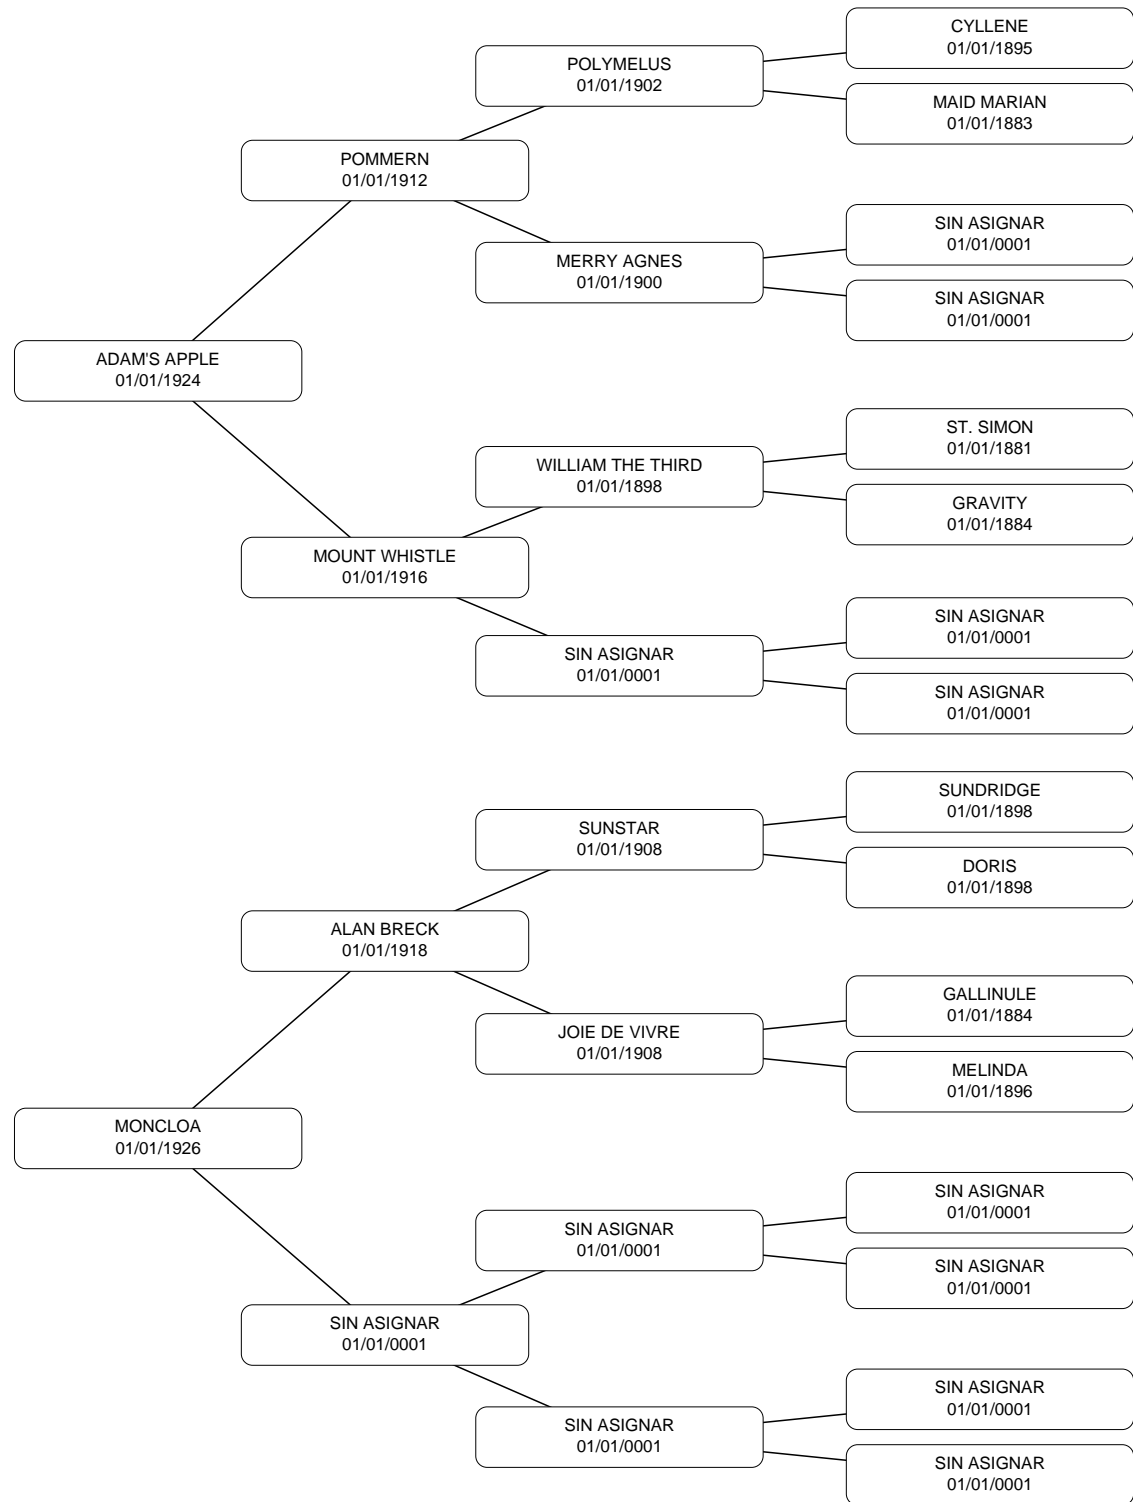 CYLLENE
01/01/1895
POLYMELUS
01/01/1902
MAID MARIAN
01/01/1883
POMMERN
01/01/1912
SIN ASIGNAR
01/01/0001
MERRY AGNES
01/01/1900
SIN ASIGNAR
01/01/0001
ADAM'S APPLE
01/01/1924
ST. SIMON
01/01/1881
WILLIAM THE THIRD
01/01/1898
GRAVITY
01/01/1884
MOUNT WHISTLE
01/01/1916
SIN ASIGNAR
01/01/0001
SIN ASIGNAR
01/01/0001
SIN ASIGNAR
01/01/0001
SUNDRIDGE
01/01/1898
SUNSTAR
01/01/1908
DORIS
01/01/1898
ALAN BRECK
01/01/1918
GALLINULE
01/01/1884
JOIE DE VIVRE
01/01/1908
MELINDA
01/01/1896
MONCLOA
01/01/1926
SIN ASIGNAR
01/01/0001
SIN ASIGNAR
01/01/0001
SIN ASIGNAR
01/01/0001
SIN ASIGNAR
01/01/0001
SIN ASIGNAR
01/01/0001
SIN ASIGNAR
01/01/0001
SIN ASIGNAR
01/01/0001